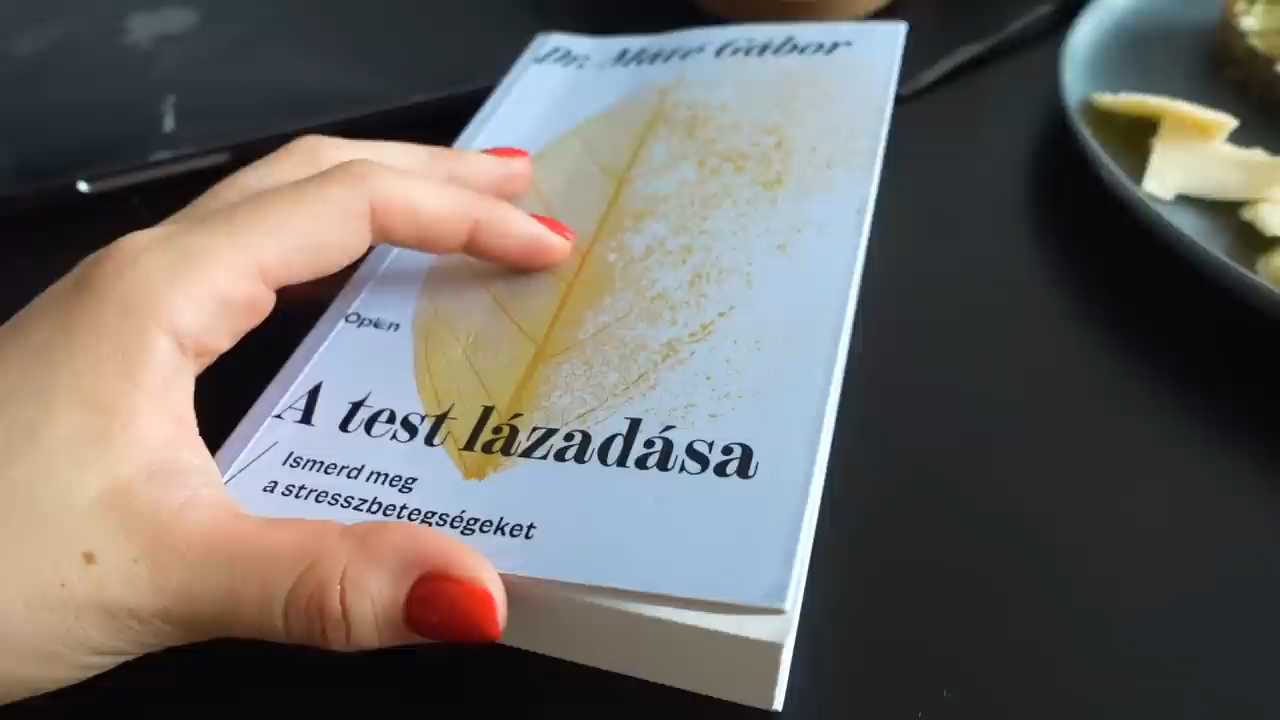 Dr. Máté Gábor
Open
A test lázadása
Ismerd meg
a stresszbetegségeket